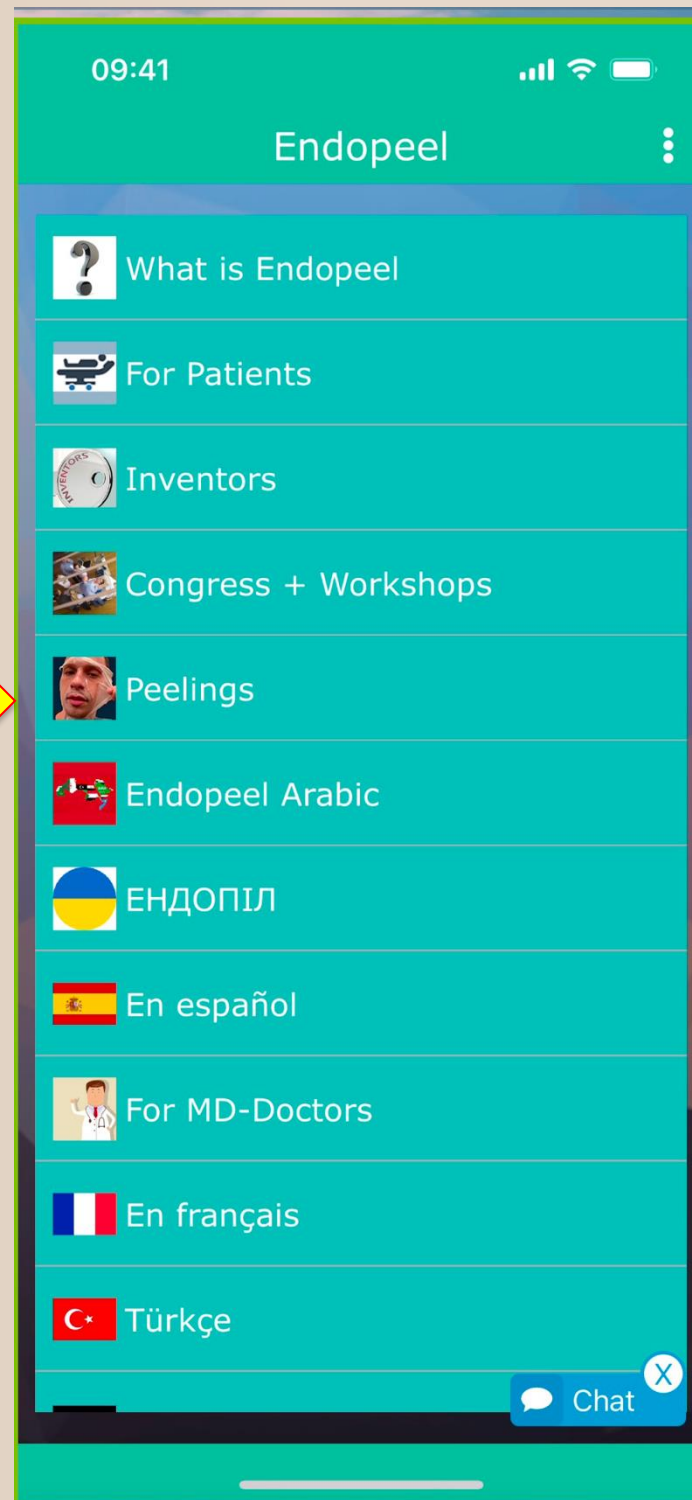 09:41
Endopeel
What is Endopeel
For Patients
INVENTORS
Inventors
Congress + Workshops
Peelings
Endopeel Arabic
ЕНДОПІЛ
En español
For MD-Doctors
En français
Türkçe
X
Chat